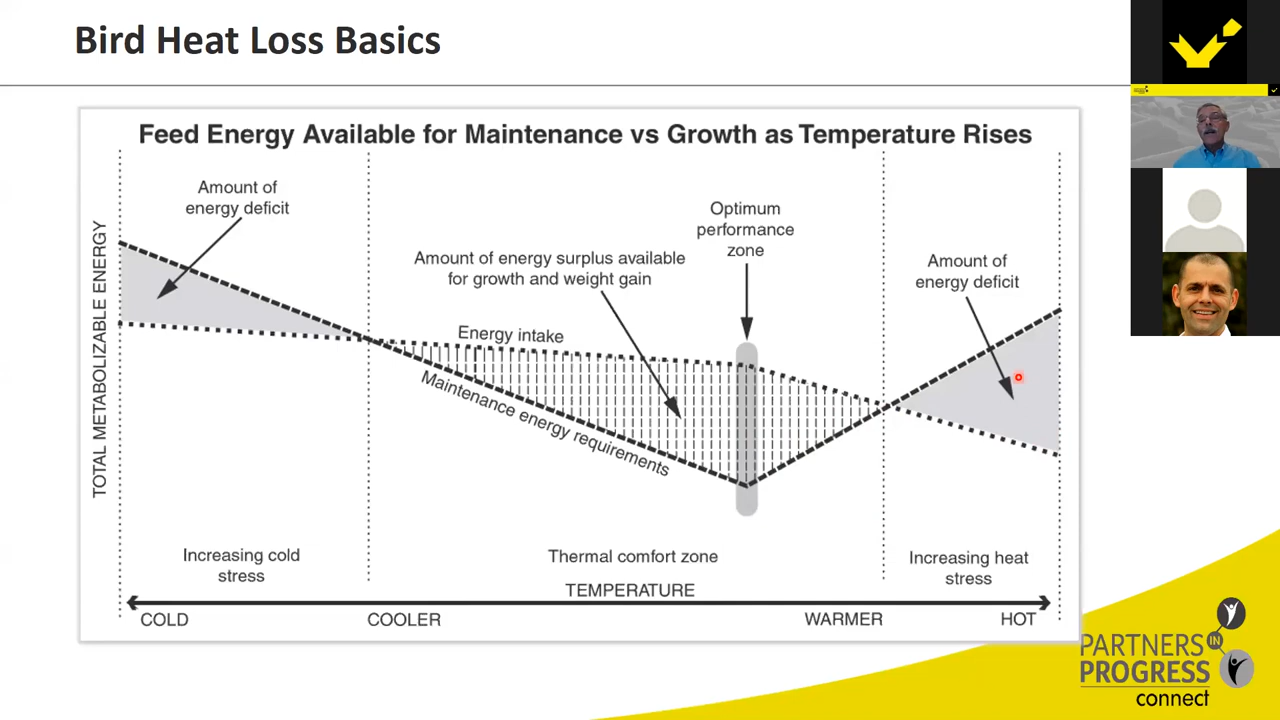 Bird Heat Loss Basics
Feed Energy Available for Maintenance vs Growth as Temperature Rises
Amount of
energy deficit
Optimum
performance
zone
Amount of energy surplus available
for growth and weight gain
Amount of
energy deficit
TOTAL METABOLIZABLE ENERGY
Energy intake
Maintenance energy requirements
Increasing cold
stress
Thermal comfort zone
Increasing heat
stress
TEMPERATURE
COLD
COOLER
WARMER
HOT
PARTNERS
IN
PROGRESS
connect